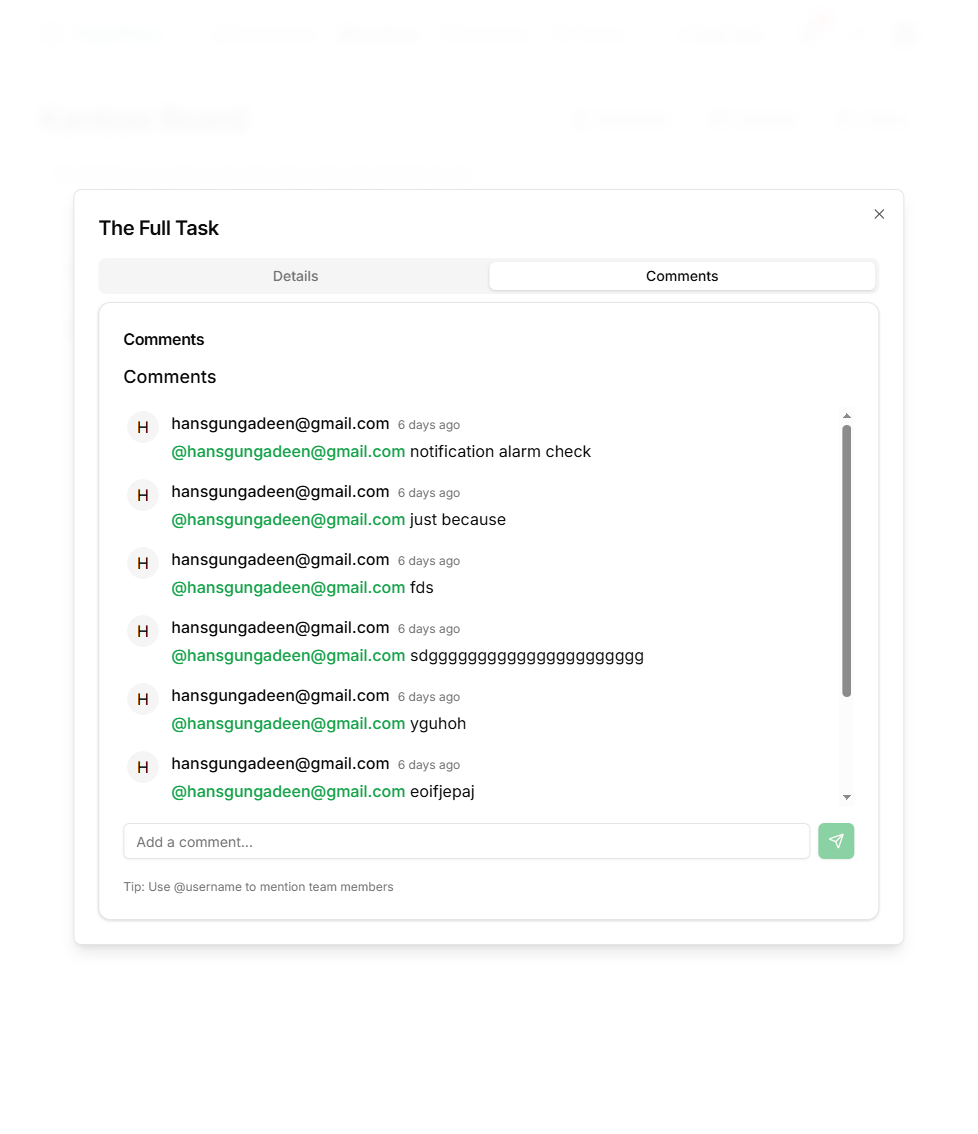 The Full Task
Details
Comments
Comments
Comments
H
hansgungadeen@gmail.com 6 days ago
@hansgungadeen@gmail.com notification alarm check
H
hansgungadeen@gmail.com 6 days ago
@hansgungadeen@gmail.com just because
H
hansgungadeen@gmail.com 6 days ago
@hansgungadeen@gmail.com fds
H
hansgungadeen@gmail.com 6 days ago
@hansgungadeen@gmail.com sdgggggggggggggggggggggg
H
hansgungadeen@gmail.com 6 days ago
@hansgungadeen@gmail.com yguhoh
H
hansgungadeen@gmail.com 6 days ago
@hansgungadeen@gmail.com eoifjepaj
Add a comment...
Tip: Use @username to mention team members